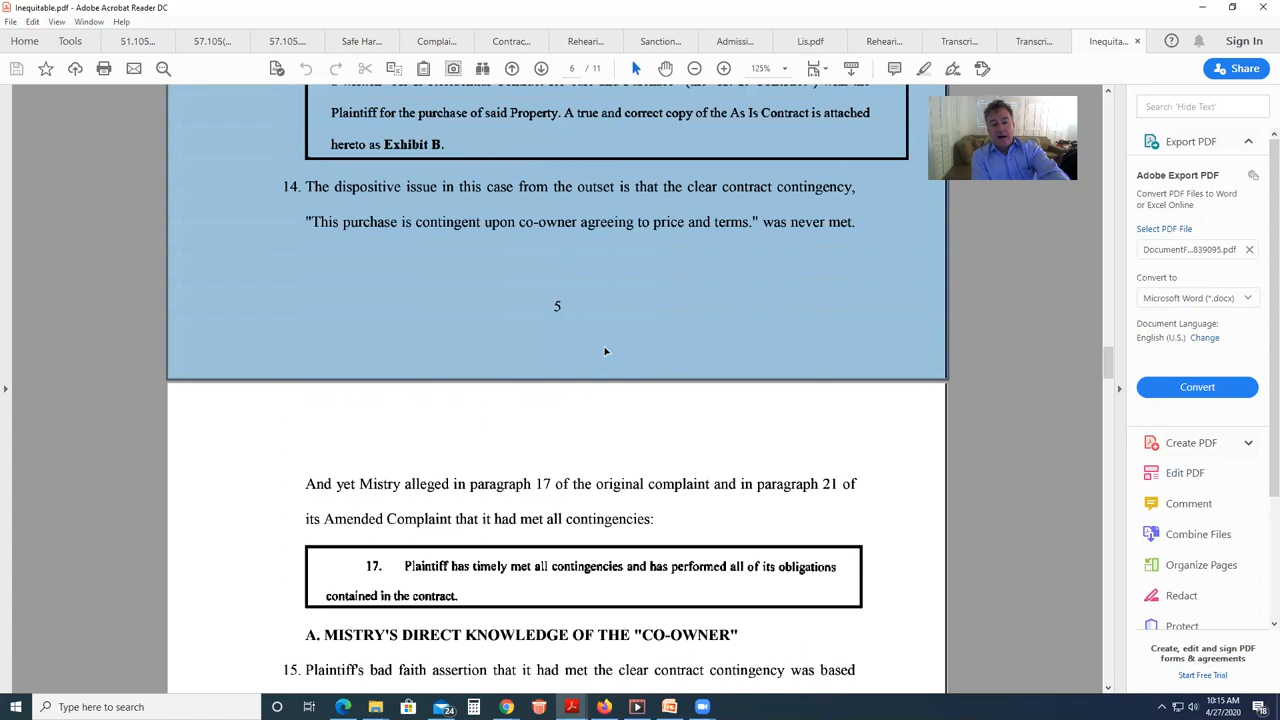 Inequitable.pdf - Adobe Acrobat Reader DC
File Edit View Window Help
Home Tools 51.105... 57.105(... 57.105.... Safe Har... Complai... Contrac... Rehearin... Sanction... Admissi... Lis.pdf Rehearin... Transcri... Transcri... Inequita... × Sign In
6 / 11 125% Share
Plaintiff for the purchase of said Property. A true and correct copy of the As Is Contract is attached
hereto as Exhibit B.
14. The dispositive issue in this case from the outset is that the clear contract contingency,
"This purchase is contingent upon co-owner agreeing to price and terms." was never met.
5
And yet Mistry alleged in paragraph 17 of the original complaint and in paragraph 21 of
its Amended Complaint that it had met all contingencies:
17. Plaintiff has timely met all contingencies and has performed all of its obligations
contained in the contract.
A. MISTRY'S DIRECT KNOWLEDGE OF THE "CO-OWNER"
15. Plaintiff's bad faith assertion that it had met the clear contract contingency was based
Search 'Hide Text'
Export PDF
Adobe Export PDF
Convert PDF Files to Word
or Excel Online
Select PDF File
DocumentF...839095.pdf
Convert to
Microsoft Word (*.docx)
Document Language:
English (U.S.) Change
Convert
Create PDF
Edit PDF
Comment
Combine Files
Organize Pages
Redact
Protect
Create, edit and sign PDF
forms & agreements
Start Free Trial
Type here to search
24
10:15 AM
4/27/2020
18